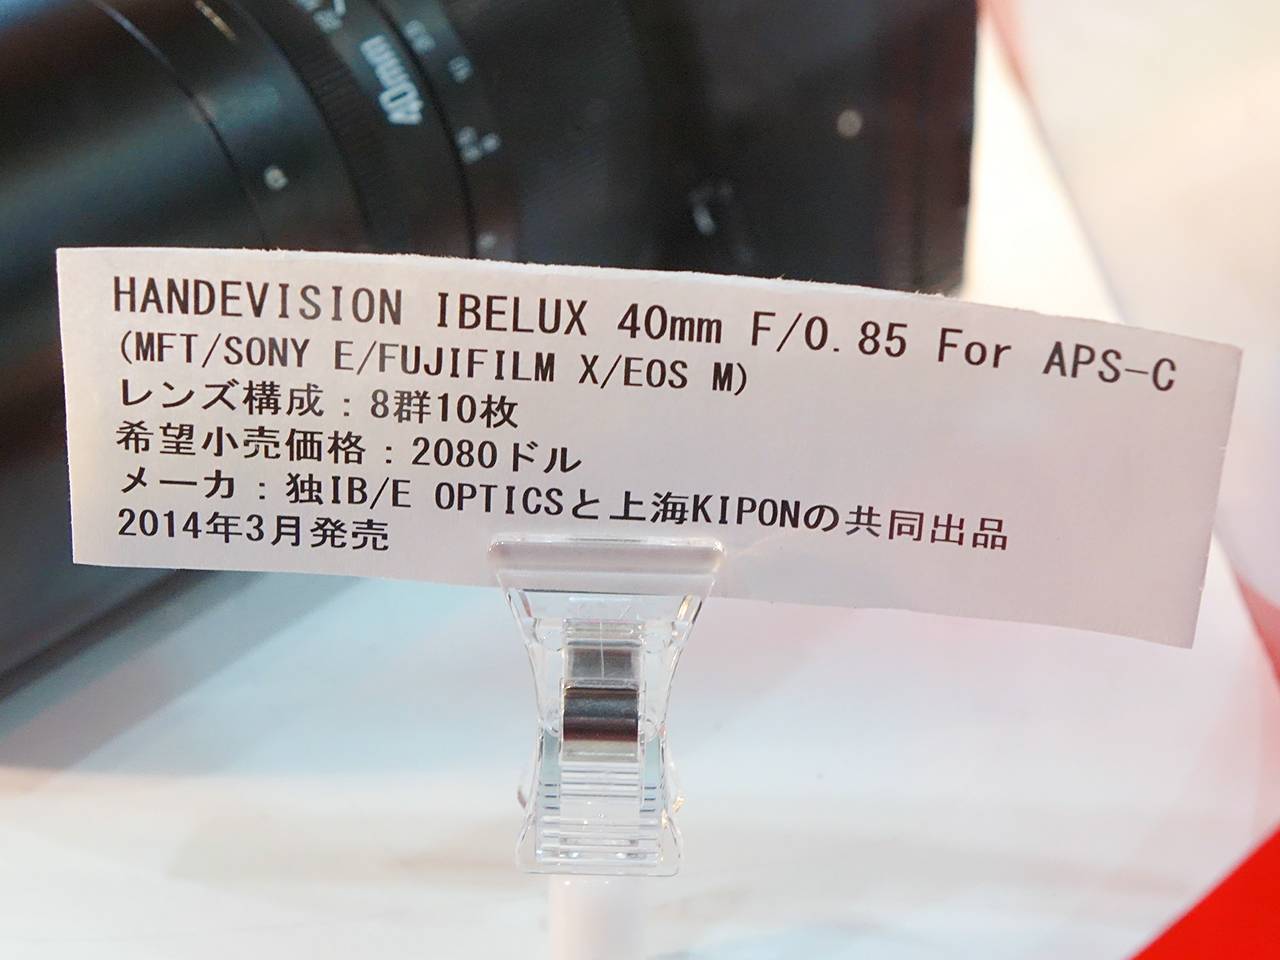 HANDEVISION IBELUX 40mm F/0.85 For APS-C
(MFT/SONY E/FUJIFILM X/EOS M)
レンズ構成：8群10枚
希望小売価格：2080ドル
メーカ：独IB/E OPTICSと上海KIPONの共同出品
2014年3月発売
40mm